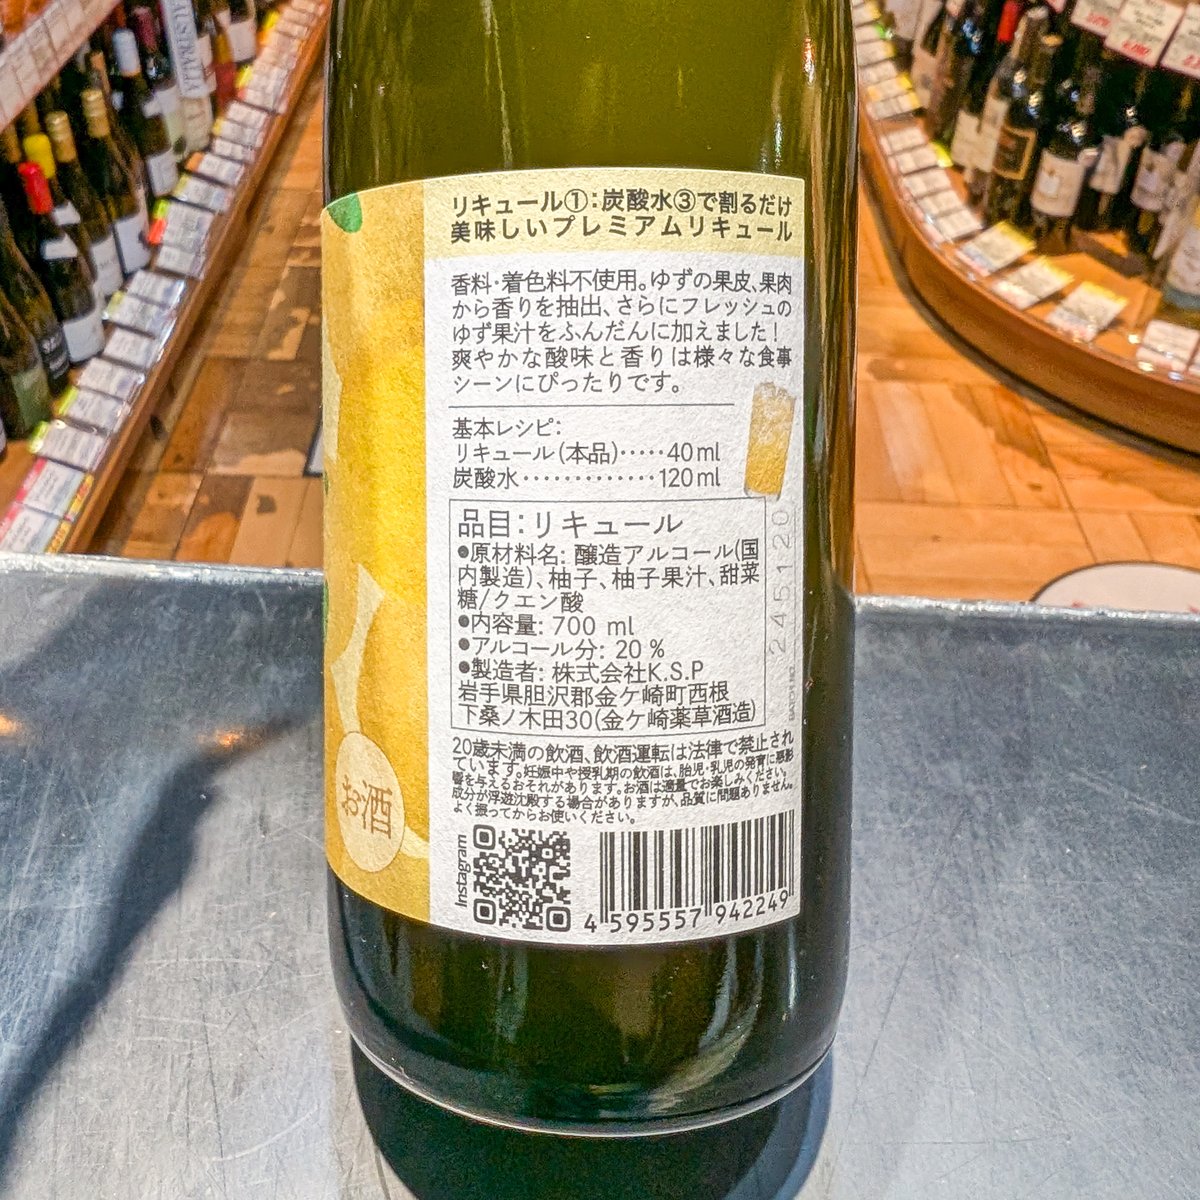 リキュール①:炭酸水③で割るだけ
美味しいプレミアムリキュール
香料・着色料不使用。ゆずの果皮、果肉
から香りを抽出、さらにフレッシュの
ゆず果汁をふんだんに加えました!
爽やかな酸味と香りは様々な食事
シーンにぴったりです。
基本レシピ:
リキュール(本品)‥‥‥40ml
炭酸水‥‥‥‥‥‥‥120ml
品目:リキュール
●原材料名: 醸造アルコール(国
内製造)、柚子、柚子果汁、甜菜
糖/クエン酸
●内容量: 700 ml
●アルコール分: 20 %
●製造者: 株式会社K.S.P
岩手県胆沢郡金ケ崎町西根
下桑ノ木田30(金ケ崎薬草酒造)
BATCH NO.
245120
20歳未満の飲酒、飲酒運転は法律で禁止され
ています。妊娠中や授乳期の飲酒は、胎児・乳児の発育に悪影
響を与えるおそれがあります。お酒は適量でお楽しみください。
成分が浮遊沈殿する場合がありますが、品質に問題ありません。
よく振ってからお使いください。
お酒
Instagram
4 595557 942249
AUSTRALIA